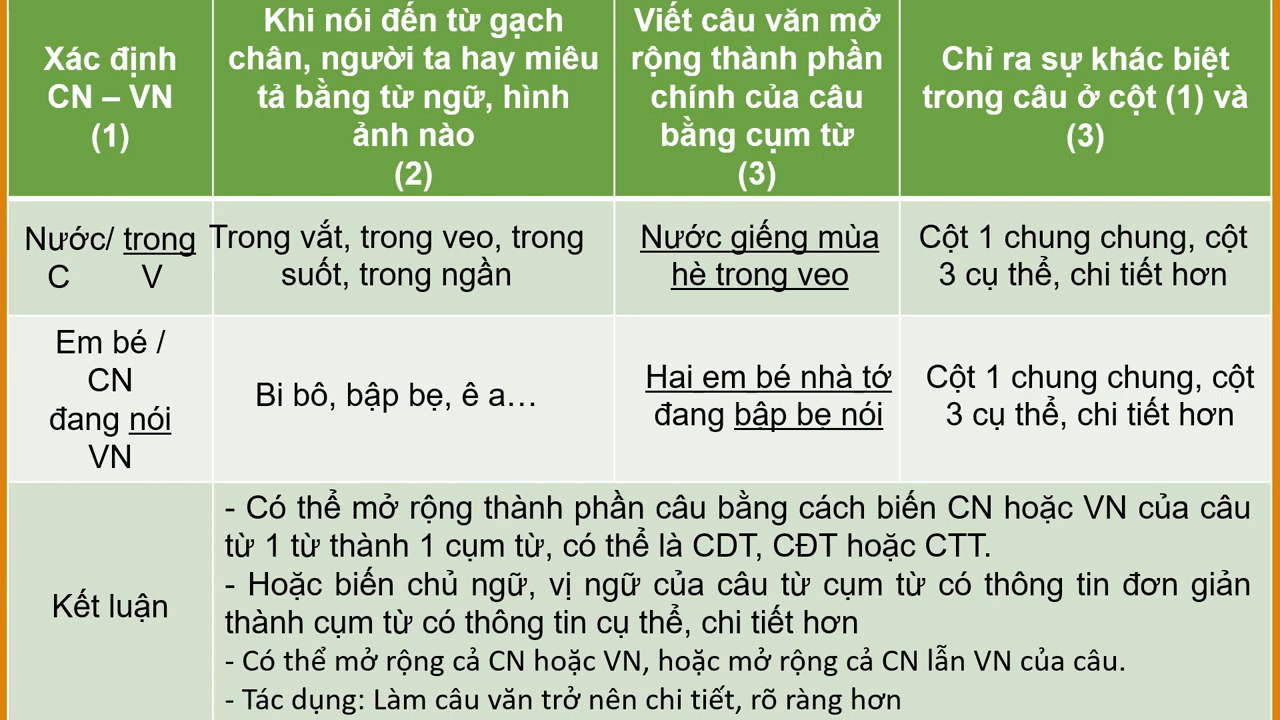 Xác định
CN – VN
(1)
Khi nói đến từ gạch
chân, người ta hay miêu
tả bằng từ ngữ, hình
ảnh nào
(2)
Viết câu văn mở
rộng thành phần
chính của câu
bằng cụm từ
(3)
Chỉ ra sự khác biệt
trong câu ở cột (1) và
(3)
Nước/ trong
C V
Trong vắt, trong veo, trong
suốt, trong ngần
Nước giếng mùa
hè trong veo
Cột 1 chung chung, cột
3 cụ thể, chi tiết hơn
Em bé /
CN
đang nói
VN
Bi bô, bập bẹ, ê a…
Hai em bé nhà tớ
đang bập bẹ nói
Cột 1 chung chung, cột
3 cụ thể, chi tiết hơn
Kết luận
- Có thể mở rộng thành phần câu bằng cách biến CN hoặc VN của câu
từ 1 từ thành 1 cụm từ, có thể là CDT, CĐT hoặc CTT.
- Hoặc biến chủ ngữ, vị ngữ của câu từ cụm từ có thông tin đơn giản
thành cụm từ có thông tin cụ thể, chi tiết hơn
- Có thể mở rộng cả CN hoặc VN, hoặc mở rộng cả CN lẫn VN của câu.
- Tác dụng: Làm câu văn trở nên chi tiết, rõ ràng hơn